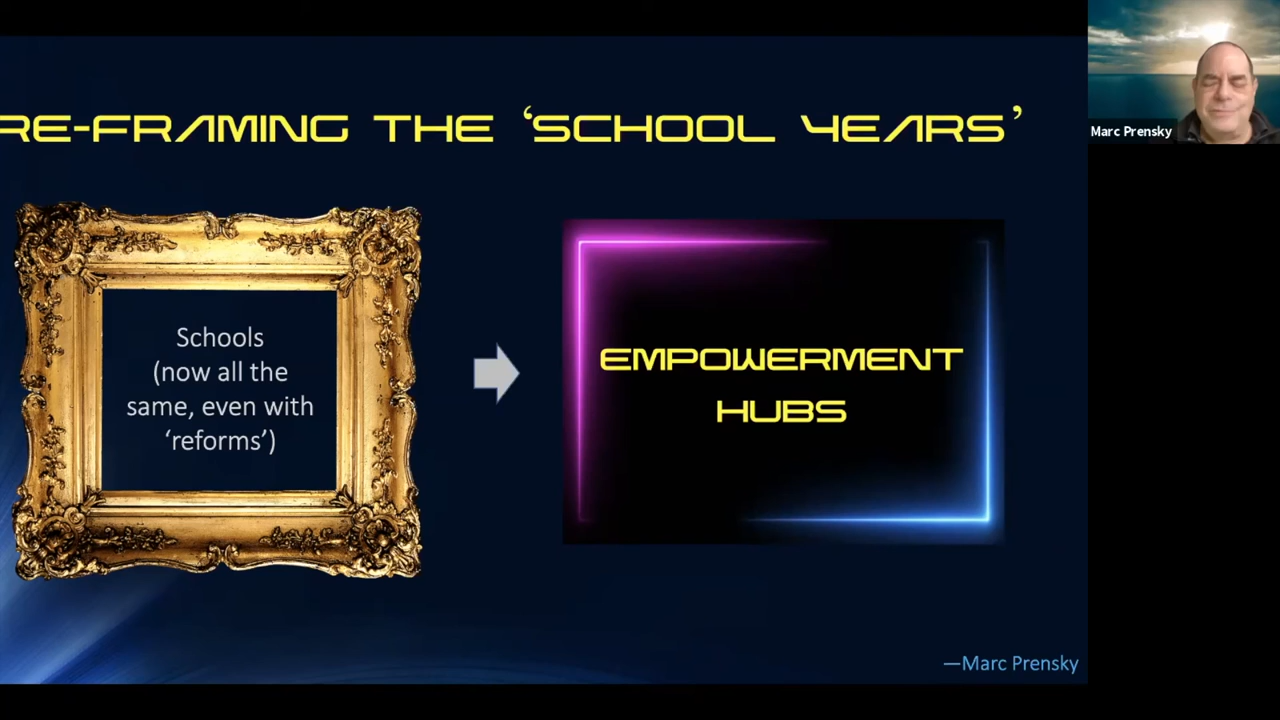 RE-FRAMING THE ‘SCHOOL YEARS’
Marc Prensky
Schools
(now all the
same, even with
‘reforms’)
EMPOWERMENT
HUBS
—Marc Prensky